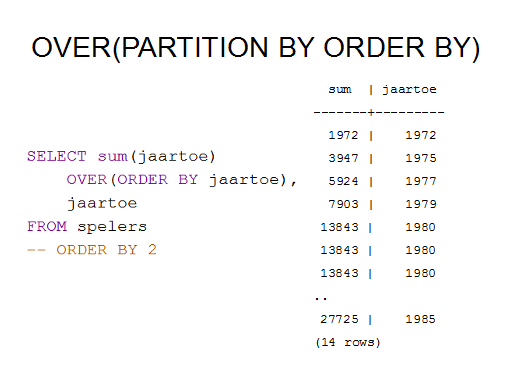 OVER(PARTITION BY ORDER BY)
SELECT sum(jaartoe)
OVER(ORDER BY jaartoe),
jaartoe
FROM spelers
-- ORDER BY 2
sum | jaartoe
-------+---------
1972 | 1972
3947 | 1975
5924 | 1977
7903 | 1979
13843 | 1980
13843 | 1980
13843 | 1980
..
27725 | 1985
(14 rows)